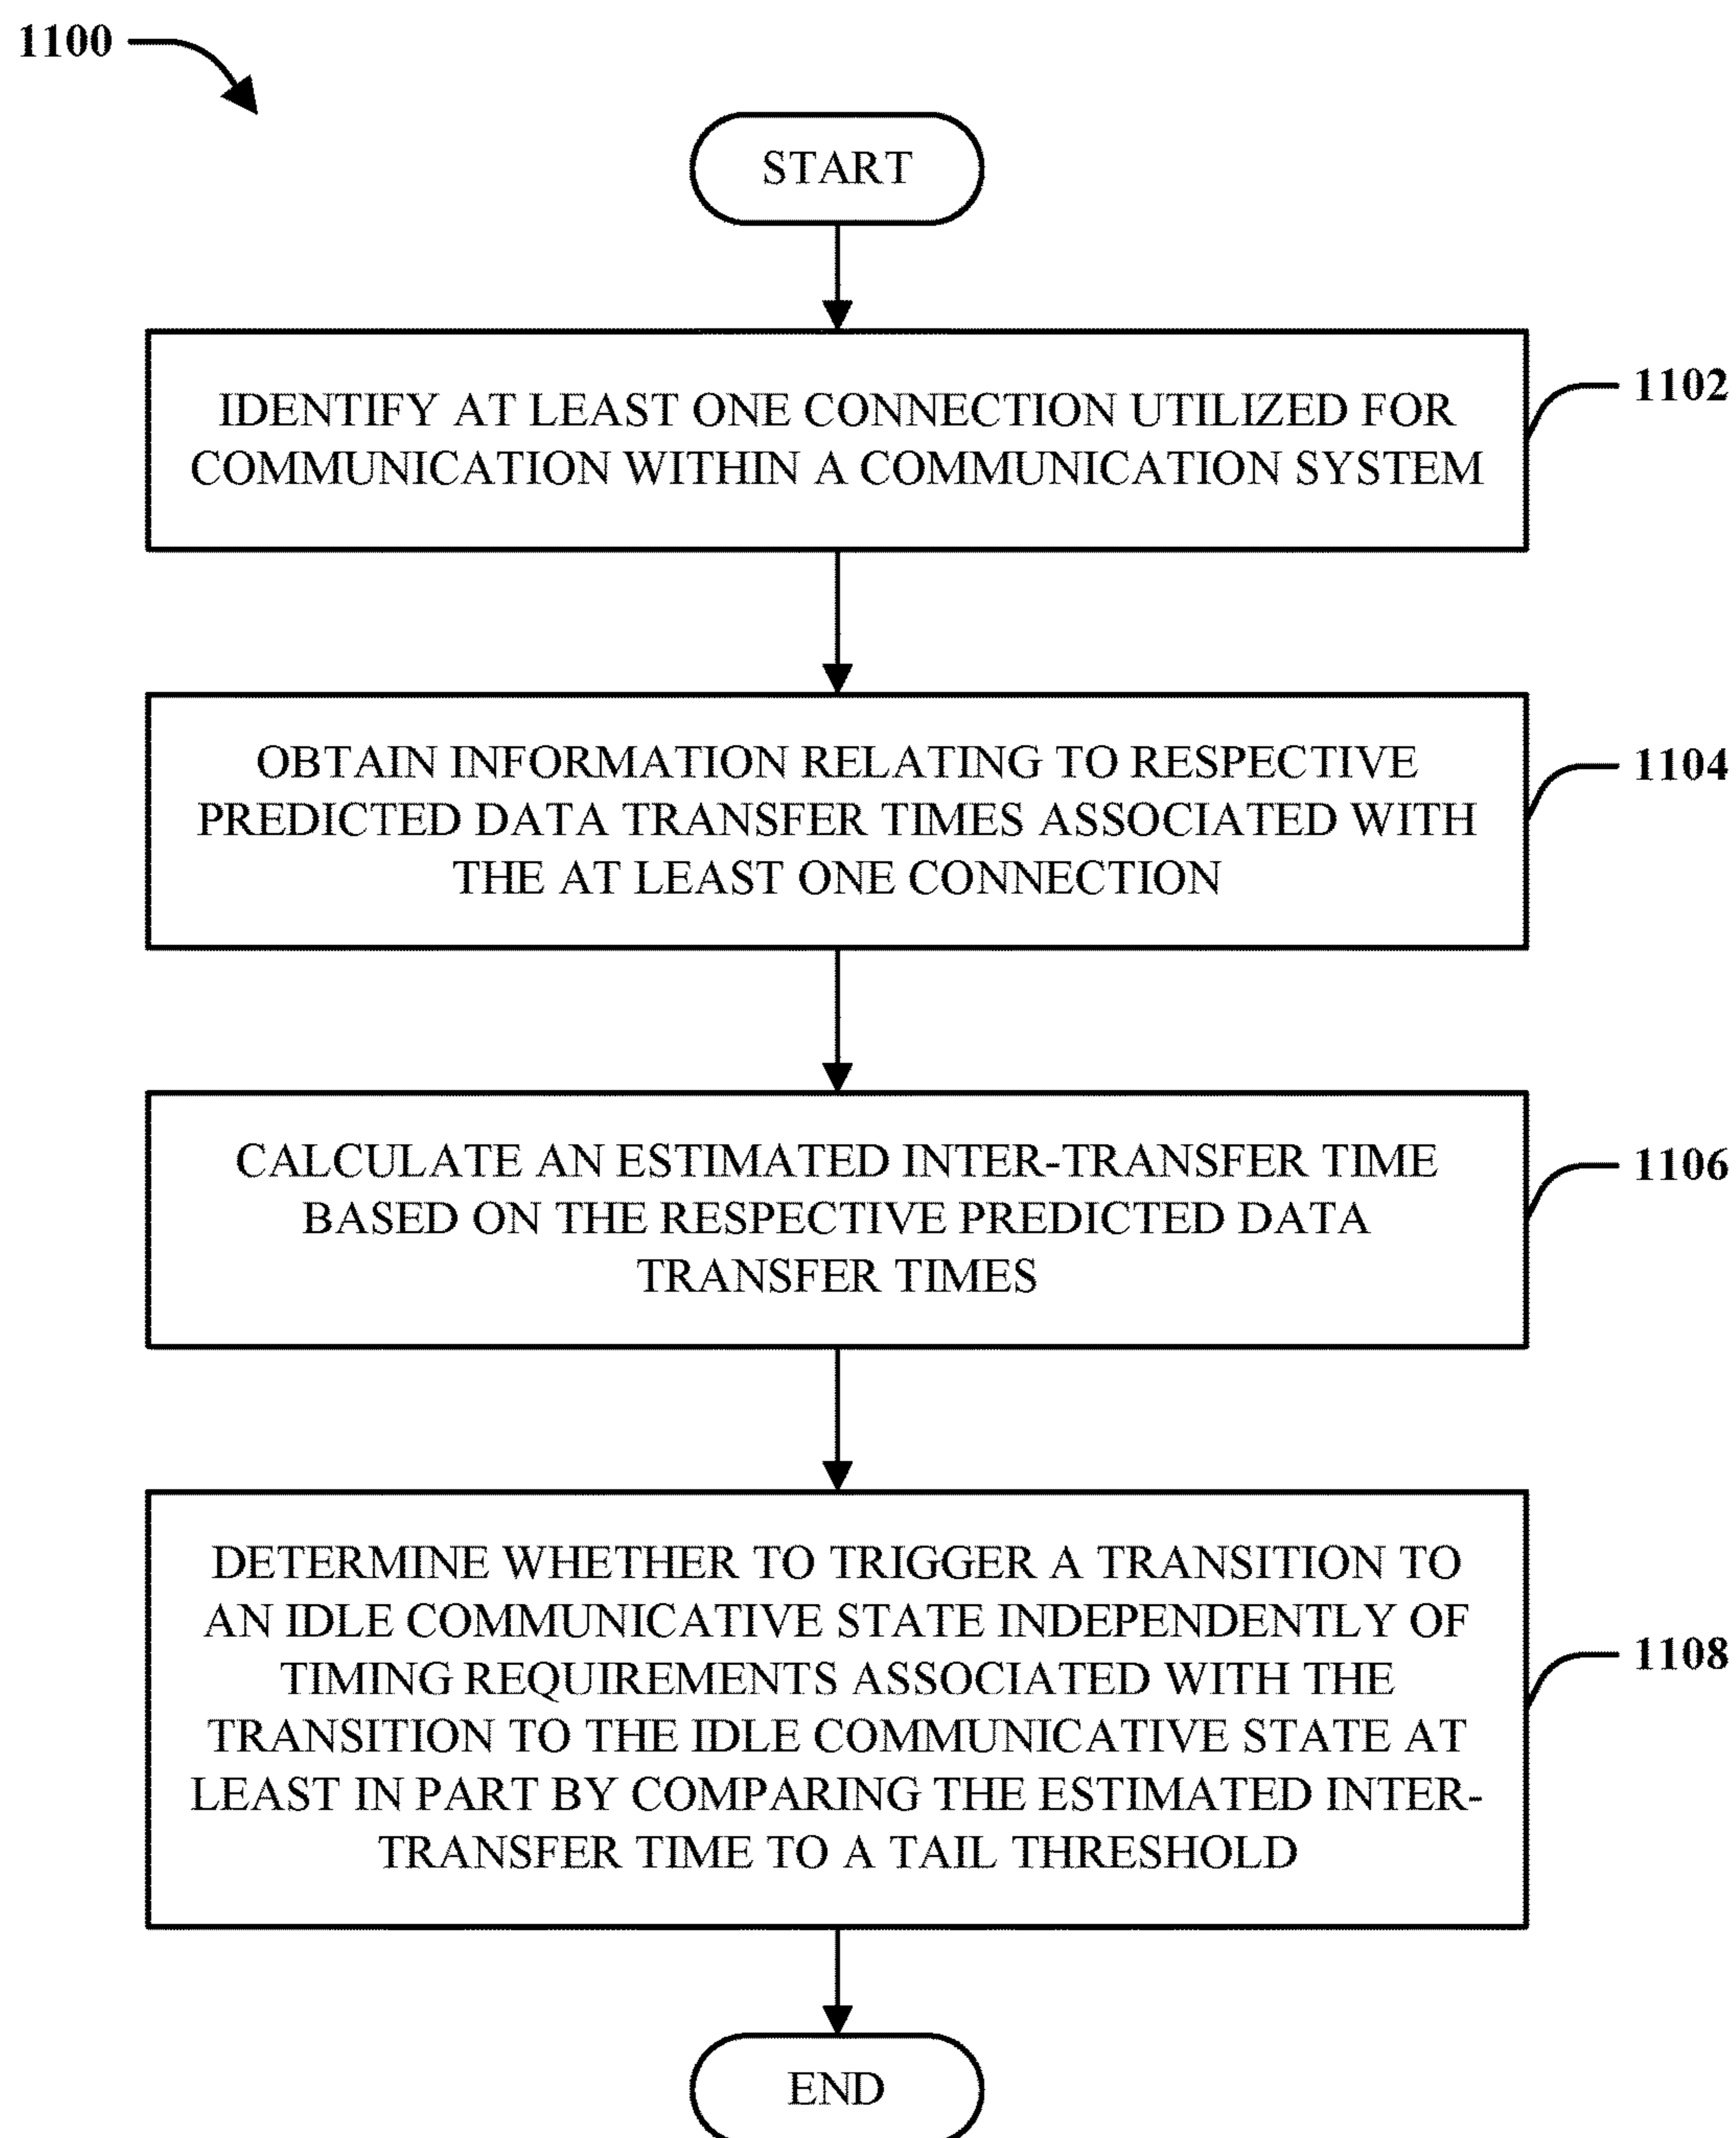 1100
START
IDENTIFY AT LEAST ONE CONNECTION UTILIZED FOR
COMMUNICATION WITHIN A COMMUNICATION SYSTEM
1102
OBTAIN INFORMATION RELATING TO RESPECTIVE
PREDICTED DATA TRANSFER TIMES ASSOCIATED WITH
THE AT LEAST ONE CONNECTION
1104
CALCULATE AN ESTIMATED INTER-TRANSFER TIME
BASED ON THE RESPECTIVE PREDICTED DATA
TRANSFER TIMES
1106
DETERMINE WHETHER TO TRIGGER A TRANSITION TO
AN IDLE COMMUNICATIVE STATE INDEPENDENTLY OF
TIMING REQUIREMENTS ASSOCIATED WITH THE
TRANSITION TO THE IDLE COMMUNICATIVE STATE AT
LEAST IN PART BY COMPARING THE ESTIMATED INTER-
TRANSFER TIME TO A TAIL THRESHOLD
1108
END